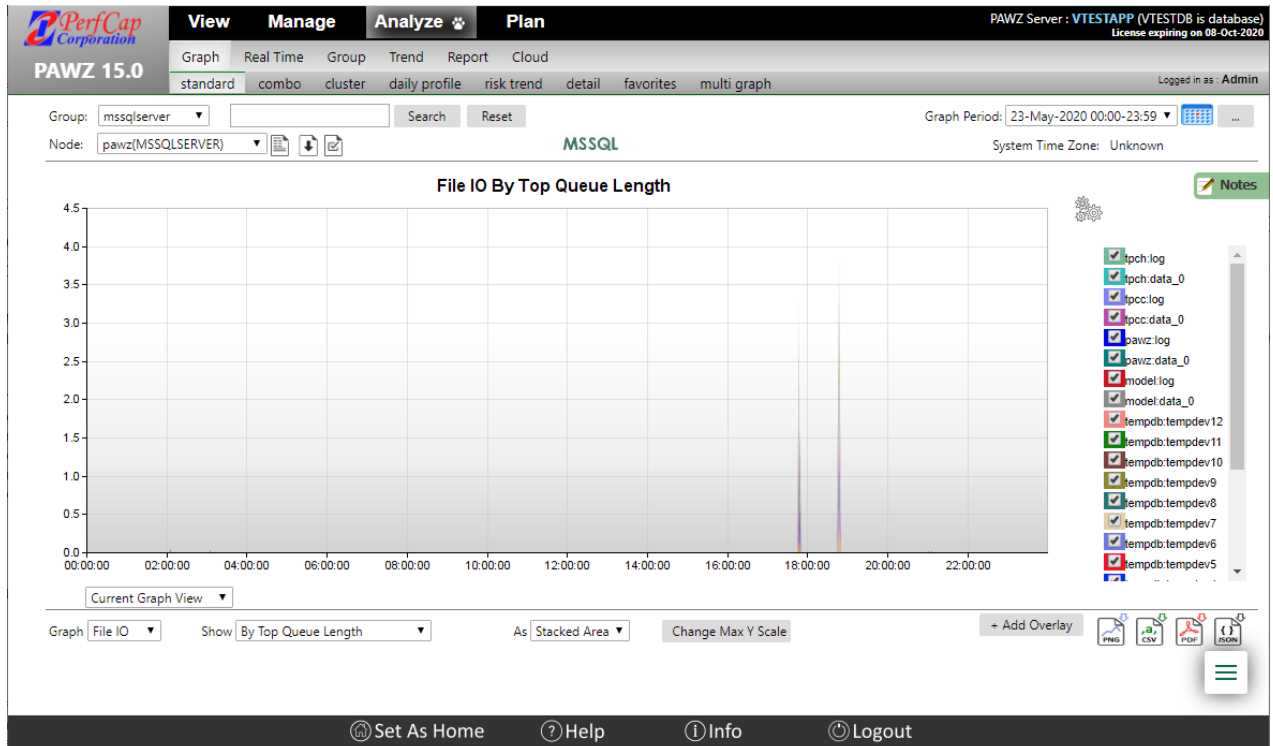 PerfCap
Corporation
PAWZ 15.0
View Manage Analyze Plan
PAWZ Server : VTESTAPP (VTESTDB is database)
License expiring on 08-Oct-2020
Graph Real Time Group Trend Report Cloud
standard combo cluster daily profile risk trend detail favorites multi graph
Logged in as : Admin
Group: mssqlserver Search Reset
Graph Period: 23-May-2020 00:00-23:59 ...
Node: pawz(MSSQLSERVER)
MSSQL
System Time Zone: Unknown
File IO By Top Queue Length
Notes
4.5
4.0
3.5
3.0
2.5
2.0
1.5
1.0
0.5
0.0
00:00:00 02:00:00 04:00:00 06:00:00 08:00:00 10:00:00 12:00:00 14:00:00 16:00:00 18:00:00 20:00:00 22:00:00
tpch:log
tpch:data_0
tpcc:log
tpcc:data_0
pawz:log
pawz:data_0
model:log
model:data_0
tempdb:tempdev12
tempdb:tempdev11
tempdb:tempdev10
tempdb:tempdev9
tempdb:tempdev8
tempdb:tempdev7
tempdb:tempdev6
tempdb:tempdev5
Current Graph View
Graph File IO Show By Top Queue Length As Stacked Area Change Max Y Scale
+ Add Overlay
PNG
,a,
CSV
PDF
{ }
JSON
Set As Home ? Help i Info Logout